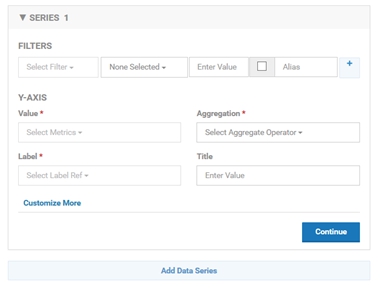 ▼ SERIES 1
FILTERS
Select Filter None Selected Enter Value Alias +
Y-AXIS
Value * Aggregation *
Select Metrics Select Aggregate Operator
Label * Title
Select Label Ref Enter Value
Customize More
Continue
Add Data Series